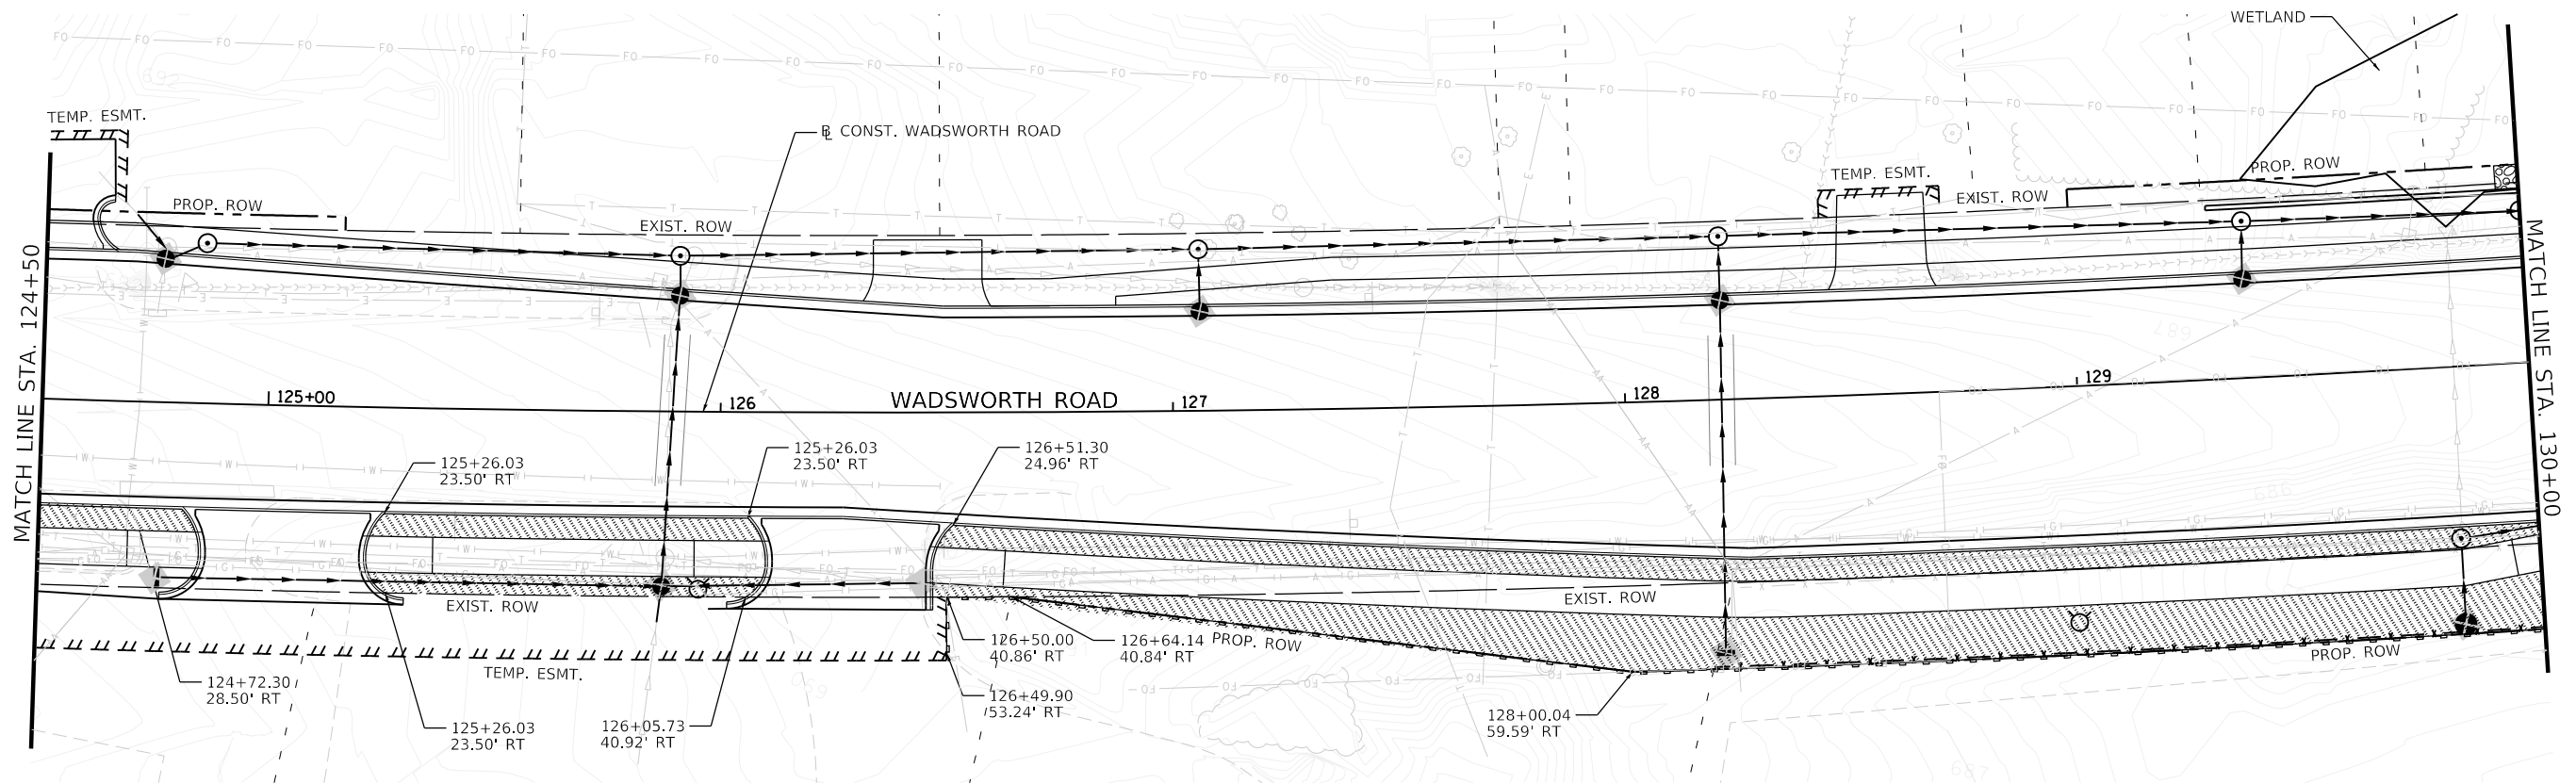 WETLAND
TEMP. ESMT.
℄ CONST. WADSWORTH ROAD
PROP. ROW
EXIST. ROW
TEMP. ESMT.
EXIST. ROW
PROP. ROW
MATCH LINE STA. 124+50
125+00
126
WADSWORTH ROAD
127
128
129
MATCH LINE STA. 130+00
125+26.03
23.50' RT
125+26.03
23.50' RT
126+51.30
24.96' RT
EXIST. ROW
EXIST. ROW
126+50.00
40.86' RT
126+64.14
40.84' RT
PROP. ROW
PROP. ROW
TEMP. ESMT.
124+72.30
28.50' RT
126+49.90
53.24' RT
125+26.03
23.50' RT
126+05.73
40.92' RT
128+00.04
59.59' RT
692
687
689
687